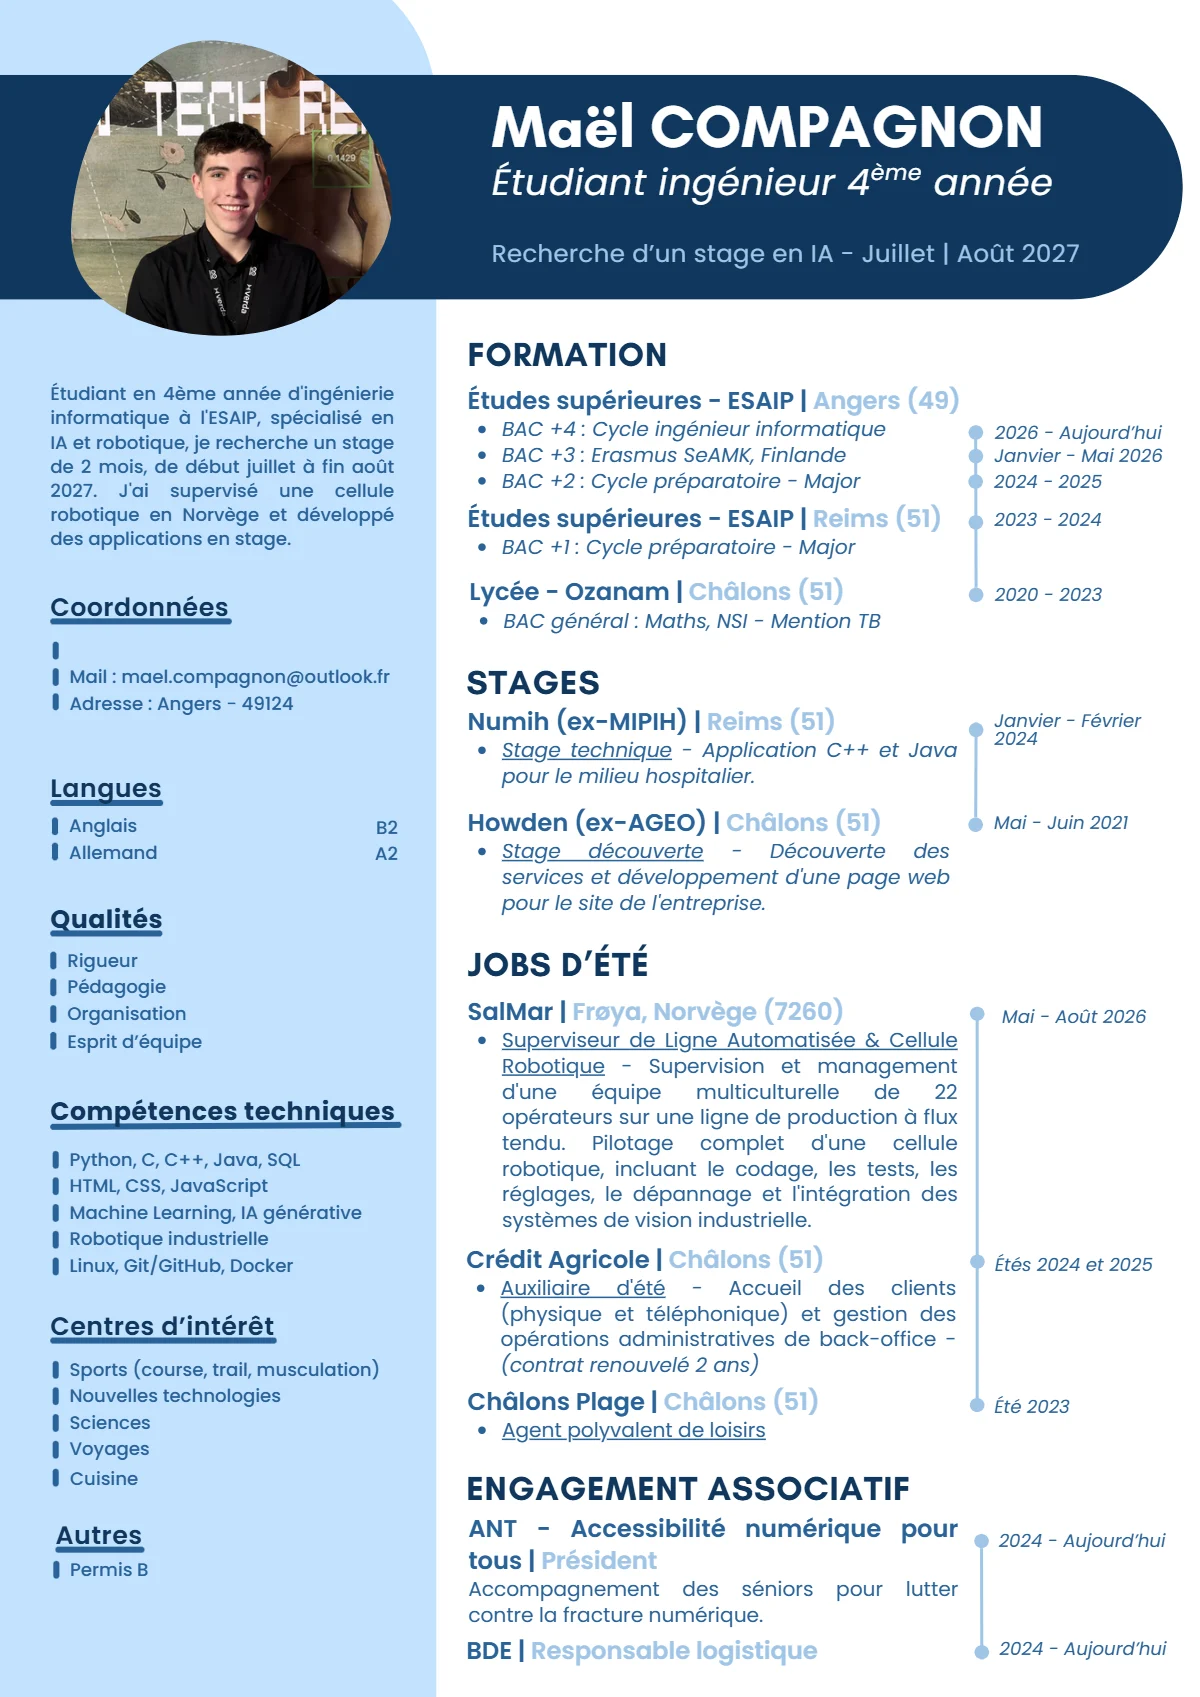 TECH RE
0.1429
Verda
Verda
Maël COMPAGNON
Étudiant ingénieur 4ème année
Recherche d’un stage en IA - Juillet | Août 2027
Étudiant en 4ème année d'ingénierie
informatique à l'ESAIP, spécialisé en
IA et robotique, je recherche un stage
de 2 mois, de début juillet à fin août
2027. J'ai supervisé une cellule
robotique en Norvège et développé
des applications en stage.
Coordonnées
Mail : mael.compagnon@outlook.fr
Adresse : Angers - 49124
Langues
Anglais B2
Allemand A2
Qualités
Rigueur
Pédagogie
Organisation
Esprit d’équipe
Compétences techniques
Python, C, C++, Java, SQL
HTML, CSS, JavaScript
Machine Learning, IA générative
Robotique industrielle
Linux, Git/GitHub, Docker
Centres d’intérêt
Sports (course, trail, musculation)
Nouvelles technologies
Sciences
Voyages
Cuisine
Autres
Permis B
FORMATION
Études supérieures - ESAIP | Angers (49)
BAC +4 : Cycle ingénieur informatique 2026 - Aujourd’hui
BAC +3 : Erasmus SeAMK, Finlande Janvier - Mai 2026
BAC +2 : Cycle préparatoire - Major 2024 - 2025
Études supérieures - ESAIP | Reims (51) 2023 - 2024
BAC +1 : Cycle préparatoire - Major
Lycée - Ozanam | Châlons (51) 2020 - 2023
BAC général : Maths, NSI - Mention TB
STAGES
Numih (ex-MIPIH) | Reims (51) Janvier - Février
2024
Stage technique - Application C++ et Java
pour le milieu hospitalier.
Howden (ex-AGEO) | Châlons (51) Mai - Juin 2021
Stage découverte - Découverte des
services et développement d'une page web
pour le site de l'entreprise.
JOBS D’ÉTÉ
SalMar | Frøya, Norvège (7260) Mai - Août 2026
Superviseur de Ligne Automatisée & Cellule
Robotique - Supervision et management
d'une équipe multiculturelle de 22
opérateurs sur une ligne de production à flux
tendu. Pilotage complet d'une cellule
robotique, incluant le codage, les tests, les
réglages, le dépannage et l'intégration des
systèmes de vision industrielle.
Crédit Agricole | Châlons (51) Étés 2024 et 2025
Auxiliaire d'été - Accueil des clients
(physique et téléphonique) et gestion des
opérations administratives de back-office -
(contrat renouvelé 2 ans)
Châlons Plage | Châlons (51) Été 2023
Agent polyvalent de loisirs
ENGAGEMENT ASSOCIATIF
ANT - Accessibilité numérique pour
tous | Président 2024 - Aujourd’hui
Accompagnement des séniors pour lutter
contre la fracture numérique.
BDE | Responsable logistique 2024 - Aujourd’hui